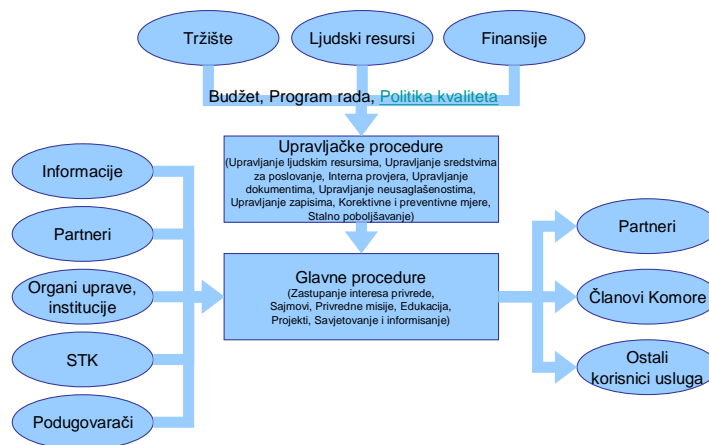 Tržište
Ljudski resursi
Finansije
Budžet, Program rada, Politika kvaliteta
Upravljačke procedure
(Upravljanje ljudskim resursima, Upravljanje sredstvima
za poslovanje, Interna provjera, Upravljanje
dokumentima, Upravljanje neusaglašenostima,
Upravljanje zapisima, Korektivne i preventivne mjere,
Stalno poboljšavanje)
Informacije
Partneri
Organi uprave,
institucije
STK
Podugovarači
Glavne procedure
(Zastupanje interesa privrede,
Sajmovi, Privredne misije, Edukacija,
Projekti, Savjetovanje i informisanje)
Partneri
Članovi Komore
Ostali
korisnici usluga